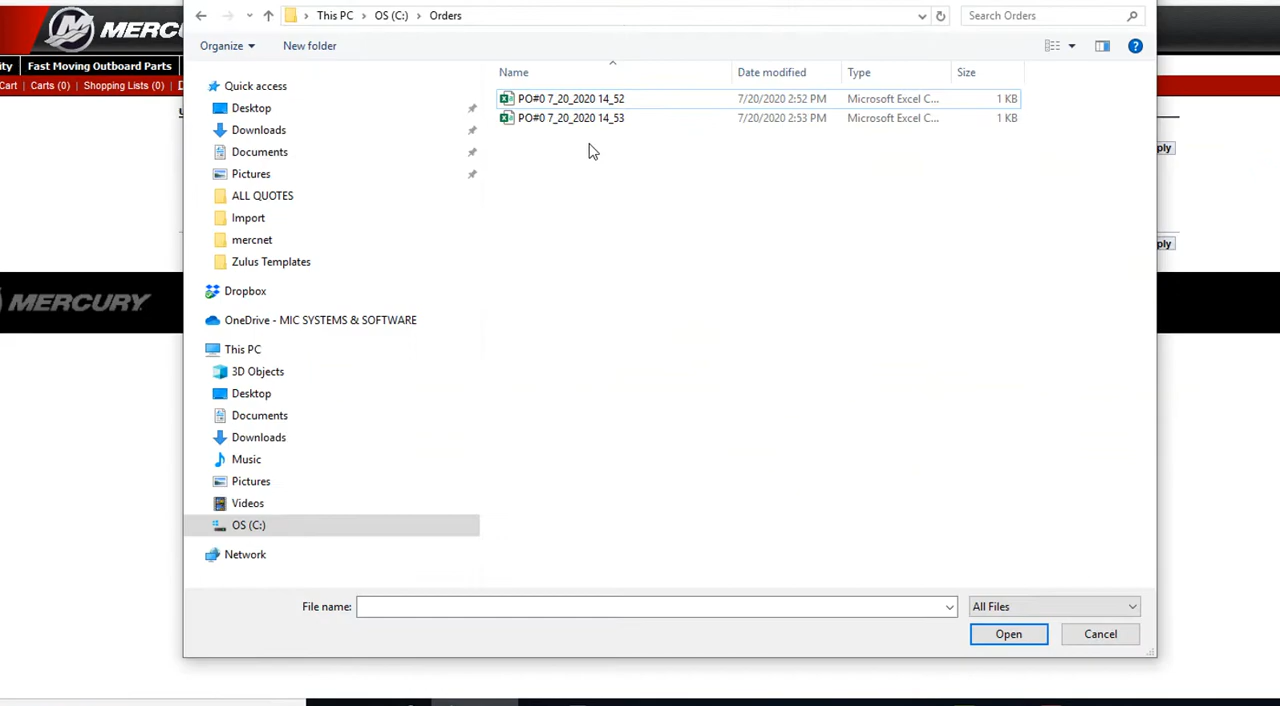 This PC > OS (C:) > Orders
Search Orders
MERCU
Organize
New folder
?
ity
Fast Moving Outboard Parts
Cart | Carts (0) | Shopping Lists (0) |
Name
Date modified
Type
Size
PO#0 7_20_2020 14_52
7/20/2020 2:52 PM
Microsoft Excel C...
1 KB
PO#0 7_20_2020 14_53
7/20/2020 2:53 PM
Microsoft Excel C...
1 KB
Quick access
Desktop
Downloads
Documents
Pictures
ALL QUOTES
Import
mercnet
Zulus Templates
Dropbox
OneDrive - MIC SYSTEMS & SOFTWARE
This PC
3D Objects
Desktop
Documents
Downloads
Music
Pictures
Videos
OS (C:)
Network
ply
ply
MERCURY
File name:
All Files
Open
Cancel